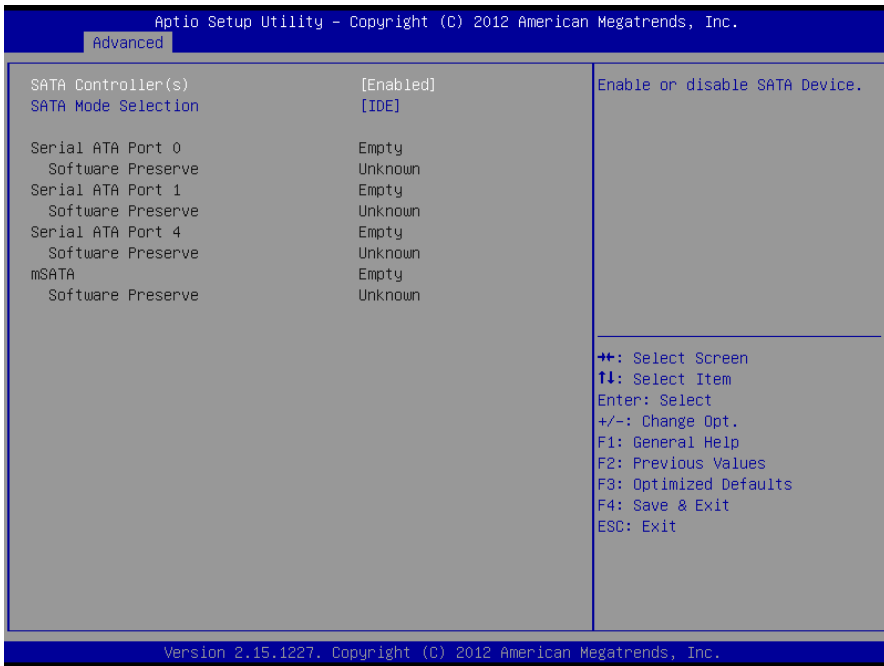 Aptio Setup Utility – Copyright (C) 2012 American Megatrends, Inc.
Advanced
SATA Controller(s) [Enabled]
SATA Mode Selection [IDE]
Serial ATA Port 0 Empty
Software Preserve Unknown
Serial ATA Port 1 Empty
Software Preserve Unknown
Serial ATA Port 4 Empty
Software Preserve Unknown
mSATA Empty
Software Preserve Unknown
Enable or disable SATA Device.
→←: Select Screen
↑↓: Select Item
Enter: Select
+/-: Change Opt.
F1: General Help
F2: Previous Values
F3: Optimized Defaults
F4: Save & Exit
ESC: Exit
Version 2.15.1227. Copyright (C) 2012 American Megatrends, Inc.